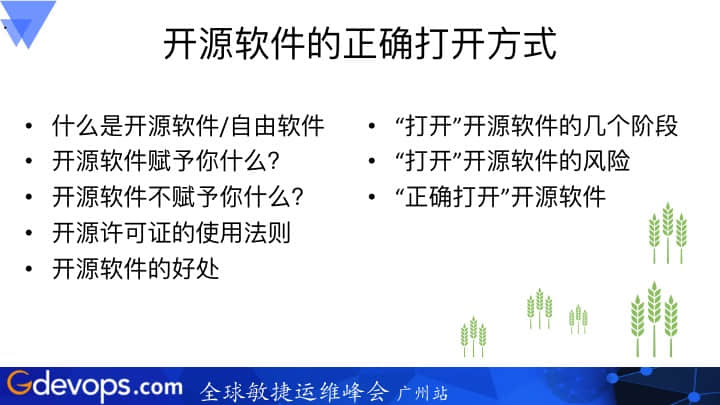 开源软件的正确打开方式
• 什么是开源软件/自由软件
• 开源软件赋予你什么?
• 开源软件不赋予你什么?
• 开源许可证的使用法则
• 开源软件的好处
• “打开”开源软件的几个阶段
• “打开”开源软件的风险
• “正确打开”开源软件
Gdevops.com 全球敏捷运维峰会 广州站